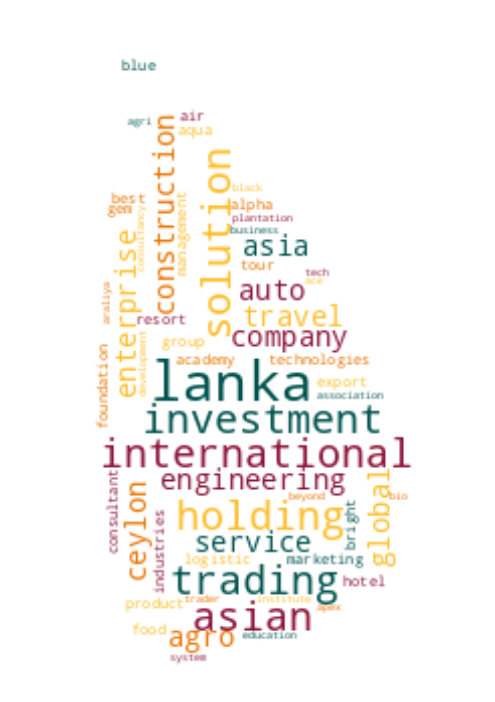 blue
agri
air
aqua
construction
solution
black
best
gem
alpha
plantation
consultancy
management
business
enterprise
asia
tour
tech
ace
araliya
auto
resort
travel
company
group
development
foundation
academy
technologies
lanka
export
association
investment
international
engineering
consultant
ceylon
global
beyond
bio
holding
bright
industries
service
logistic
marketing
trading
hotel
product
trader
institute
apex
asian
food
agro
education
system